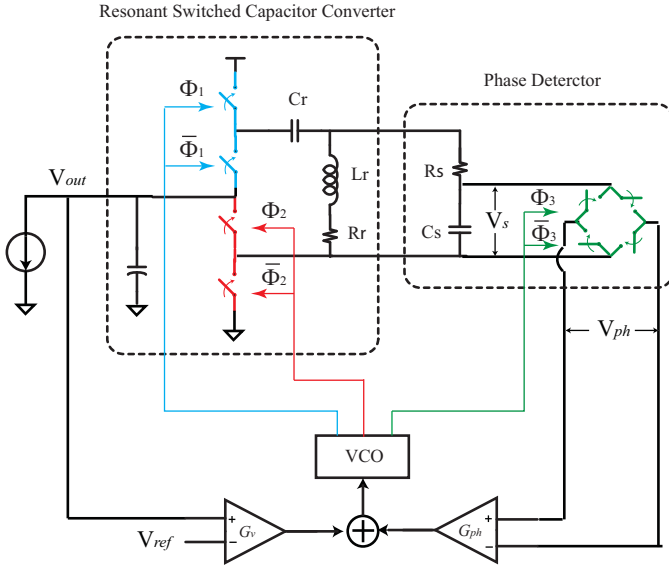 Resonant Switched Capacitor Converter
Phase Deterctor
Φ1
Cr
Φ̅1
Lr
Rs
Vout
Φ2
Vs
Φ3
Rr
Cs
Φ̅3
Φ̅2
Vph
VCO
+
Gv
−
Vref
+
Gph
−